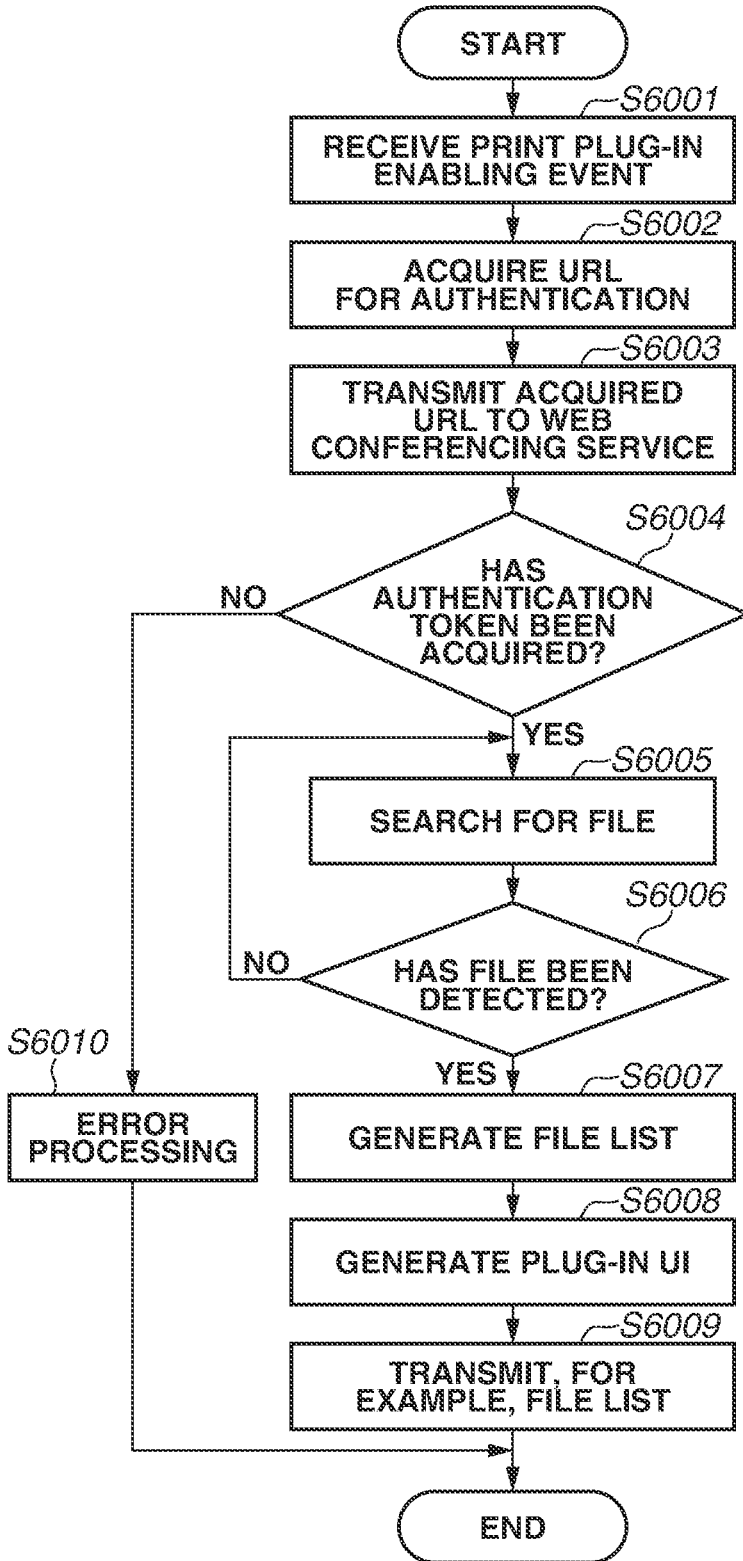 START
S6001
RECEIVE PRINT PLUG-IN
ENABLING EVENT
S6002
ACQUIRE URL
FOR AUTHENTICATION
S6003
TRANSMIT ACQUIRED
URL TO WEB
CONFERENCING SERVICE
S6004
HAS
AUTHENTICATION
TOKEN BEEN
ACQUIRED?
NO
YES
S6005
SEARCH FOR FILE
S6006
HAS FILE BEEN
DETECTED?
NO
YES
S6010
ERROR
PROCESSING
S6007
GENERATE FILE LIST
S6008
GENERATE PLUG-IN UI
S6009
TRANSMIT, FOR
EXAMPLE, FILE LIST
END